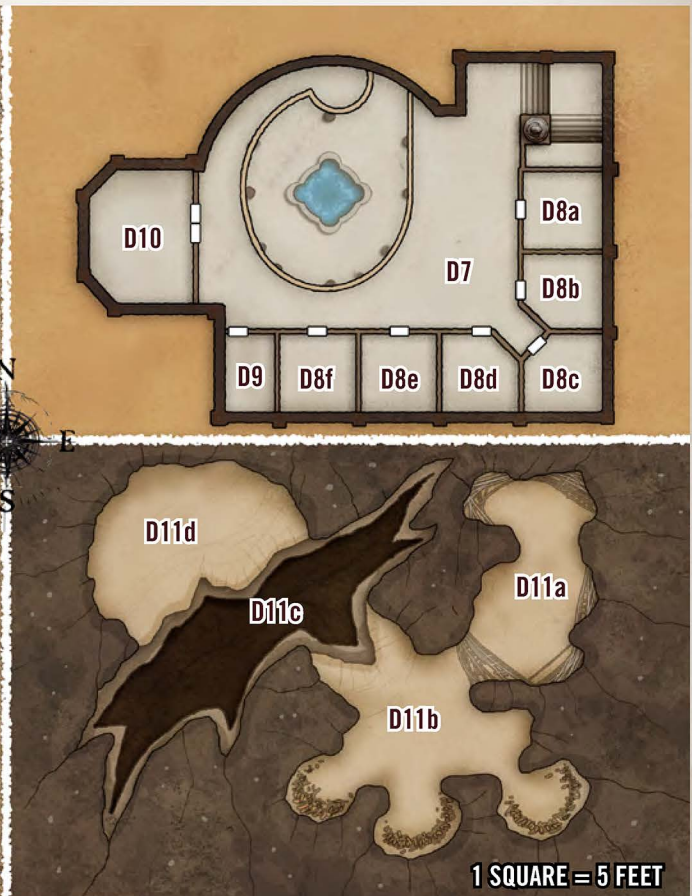 D8a
D10
D7
D8b
D9
D8f
D8e
D8d
D8c
N
E
S
D11d
D11a
D11c
D11b
1 SQUARE = 5 FEET